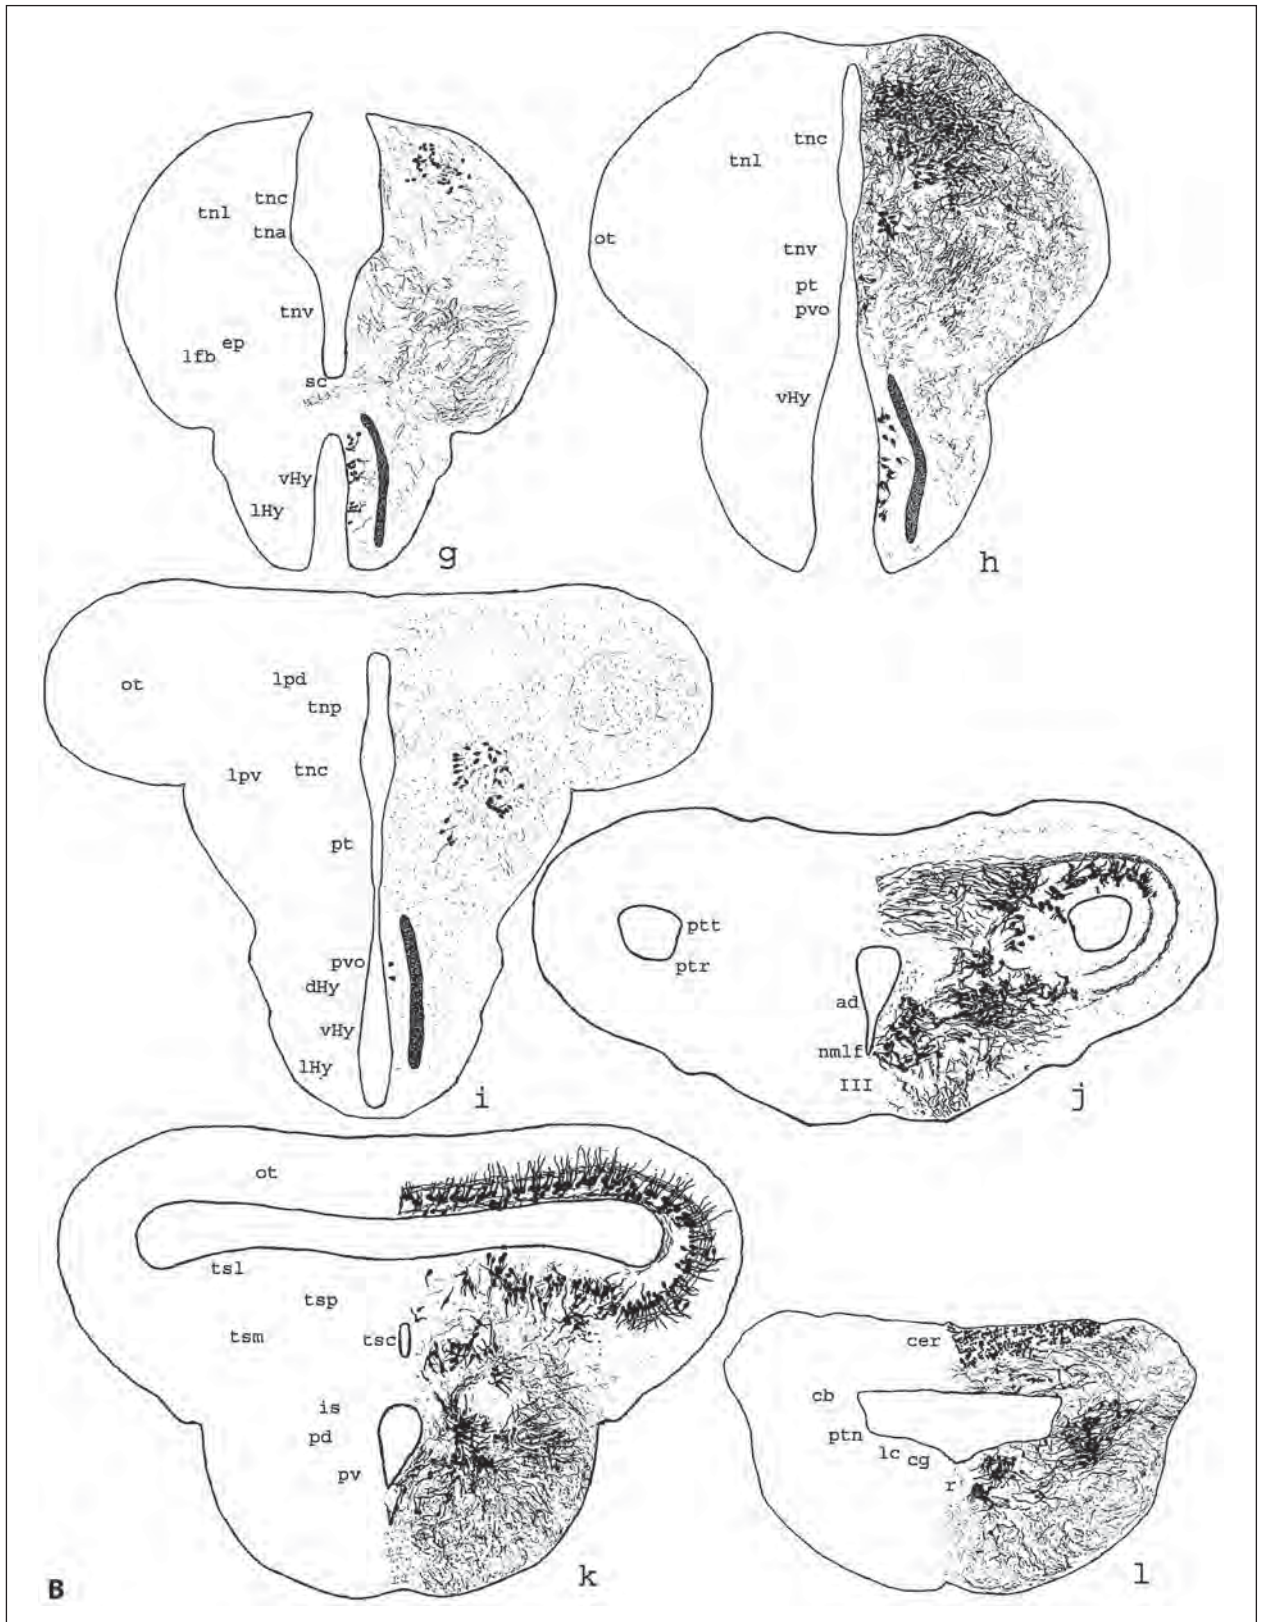 tnc
tnl
tna
tnv
ep
lfb
sc
vHy
lHy
g
tnc
tnl
ot
tnv
pt
pvo
vHy
h
ot
lpd
tnp
lpv
tnc
pt
pvo
dHy
vHy
lHy
i
ptt
ptr
ad
nmlf
III
j
ot
tsl
tsp
tsm
tsc
is
pd
pv
k
cer
cb
ptn
lc
cg
r
l
B